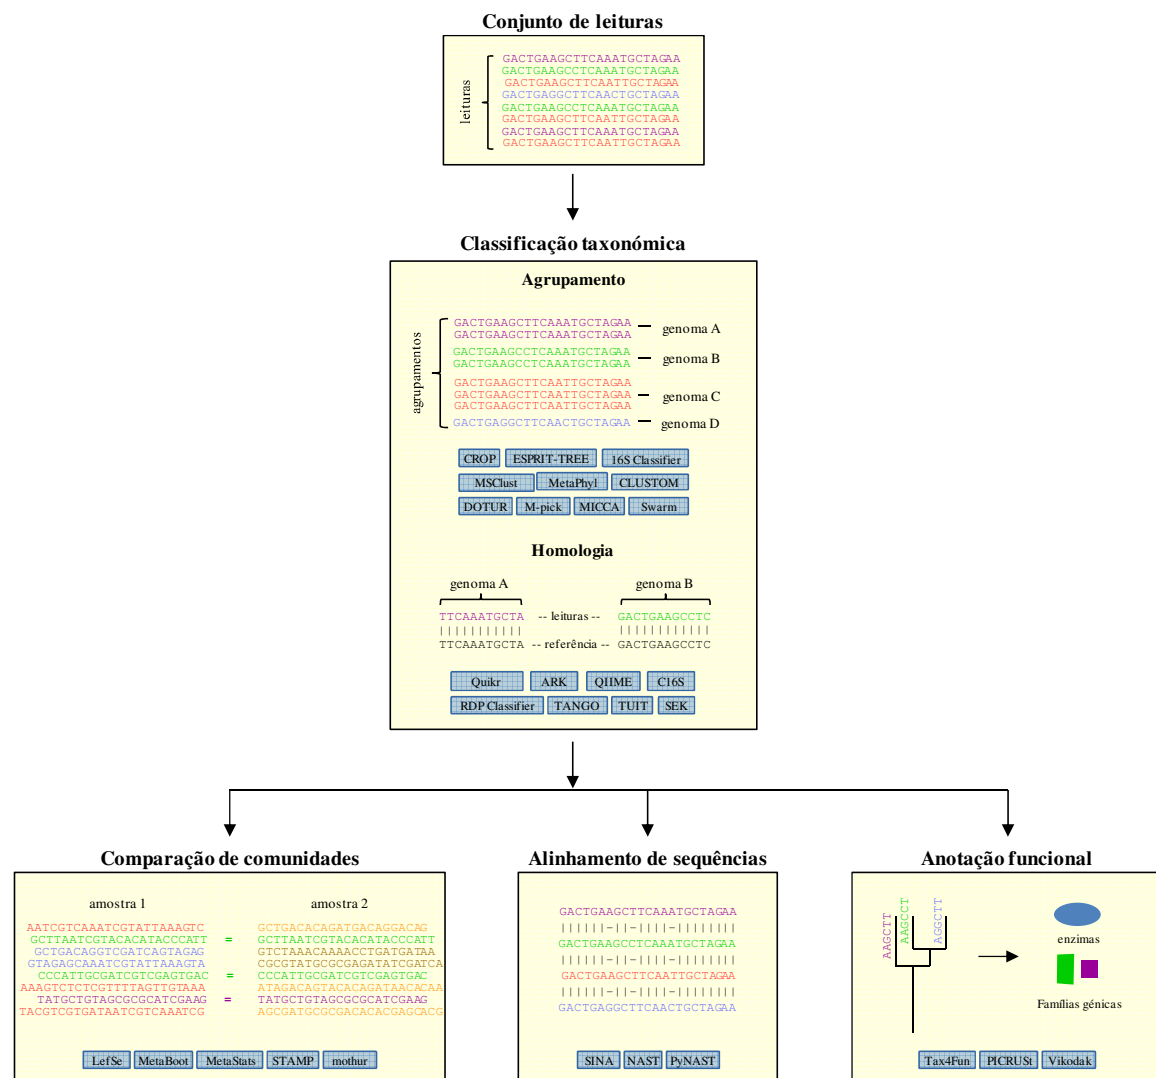 Conjunto de leituras
leituras
GACTGAAGCTTCAAATGCTAGAA
GACTGAAGCCTCAAATGCTAGAA
GACTGAAGCTTCAATTGCTAGAA
GACTGAGGCTTCAACTGCTAGAA
GACTGAAGCCTCAAATGCTAGAA
GACTGAAGCTTCAATTGCTAGAA
GACTGAAGCTTCAAATGCTAGAA
GACTGAAGCTTCAATTGCTAGAA
Classificação taxonómica
Agrupamento
agrupamentos
GACTGAAGCTTCAAATGCTAGAA
GACTGAAGCTTCAAATGCTAGAA
genoma A
GACTGAAGCCTCAAATGCTAGAA
GACTGAAGCCTCAAATGCTAGAA
genoma B
GACTGAAGCTTCAATTGCTAGAA
GACTGAAGCTTCAATTGCTAGAA
GACTGAAGCTTCAATTGCTAGAA
genoma C
GACTGAGGCTTCAACTGCTAGAA
genoma D
CROP ESPRIT-TREE 16S Classifier
MSClust MetaPhyl CLUSTOM
DOTUR M-pick MICCA Swarm
Homologia
genoma A genoma B
TTCAAATGCTA -- leituras -- GACTGAAGCCTC
||||||||||| ||||||||||||
TTCAAATGCTA -- referência -- GACTGAAGCCTC
Quikr ARK QIIME C16S
RDP Classifier TANGO TUIT SEK
Comparação de comunidades
amostra 1 amostra 2
AATCGTCAAATCGTATTAAAGTC GCTGACACAGATGACAGGACAG
GCTTAATCGTACACATACCCATT = GCTTAATCGTACACATACCCATT
GCTGACAGGTCGATCAGTAGAG GTCTAAACAAAACCTGATGATAA
GTAGAGCAAATCGTATTAAAGTA CGCGTATGCGCGAGATATCGATCA
CCCATTGCGATCGTCGAGTGAC = CCCATTGCGATCGTCGAGTGAC
AAAGTCTCTCGTTTTAGTTGTAAA ATAGACAGTACACAGATAACACAA
TATGCTGTAGCGCGCATCGAAG = TATGCTGTAGCGCGCATCGAAG
TACGTCGTGATAATCGTCAAATCG AGCGATGCGCGACACACGAGCACG
LefSe MetaBoot MetaStats STAMP mothur
Alinhamento de sequências
GACTGAAGCTTCAAATGCTAGAA
||||||–||–||||–||||||||
GACTGAAGCCTCAAATGCTAGAA
||||||–||–||||–||||||||
GACTGAAGCTTCAATTGCTAGAA
||||||–||–||||–||||||||
GACTGAGGCTTCAACTGCTAGAA
SINA NAST PyNAST
Anotação funcional
AAGCTT
AAGCCT
AGGCTT
enzimas
Famílias génicas
Tax4Fun PICRUSt Vikodak